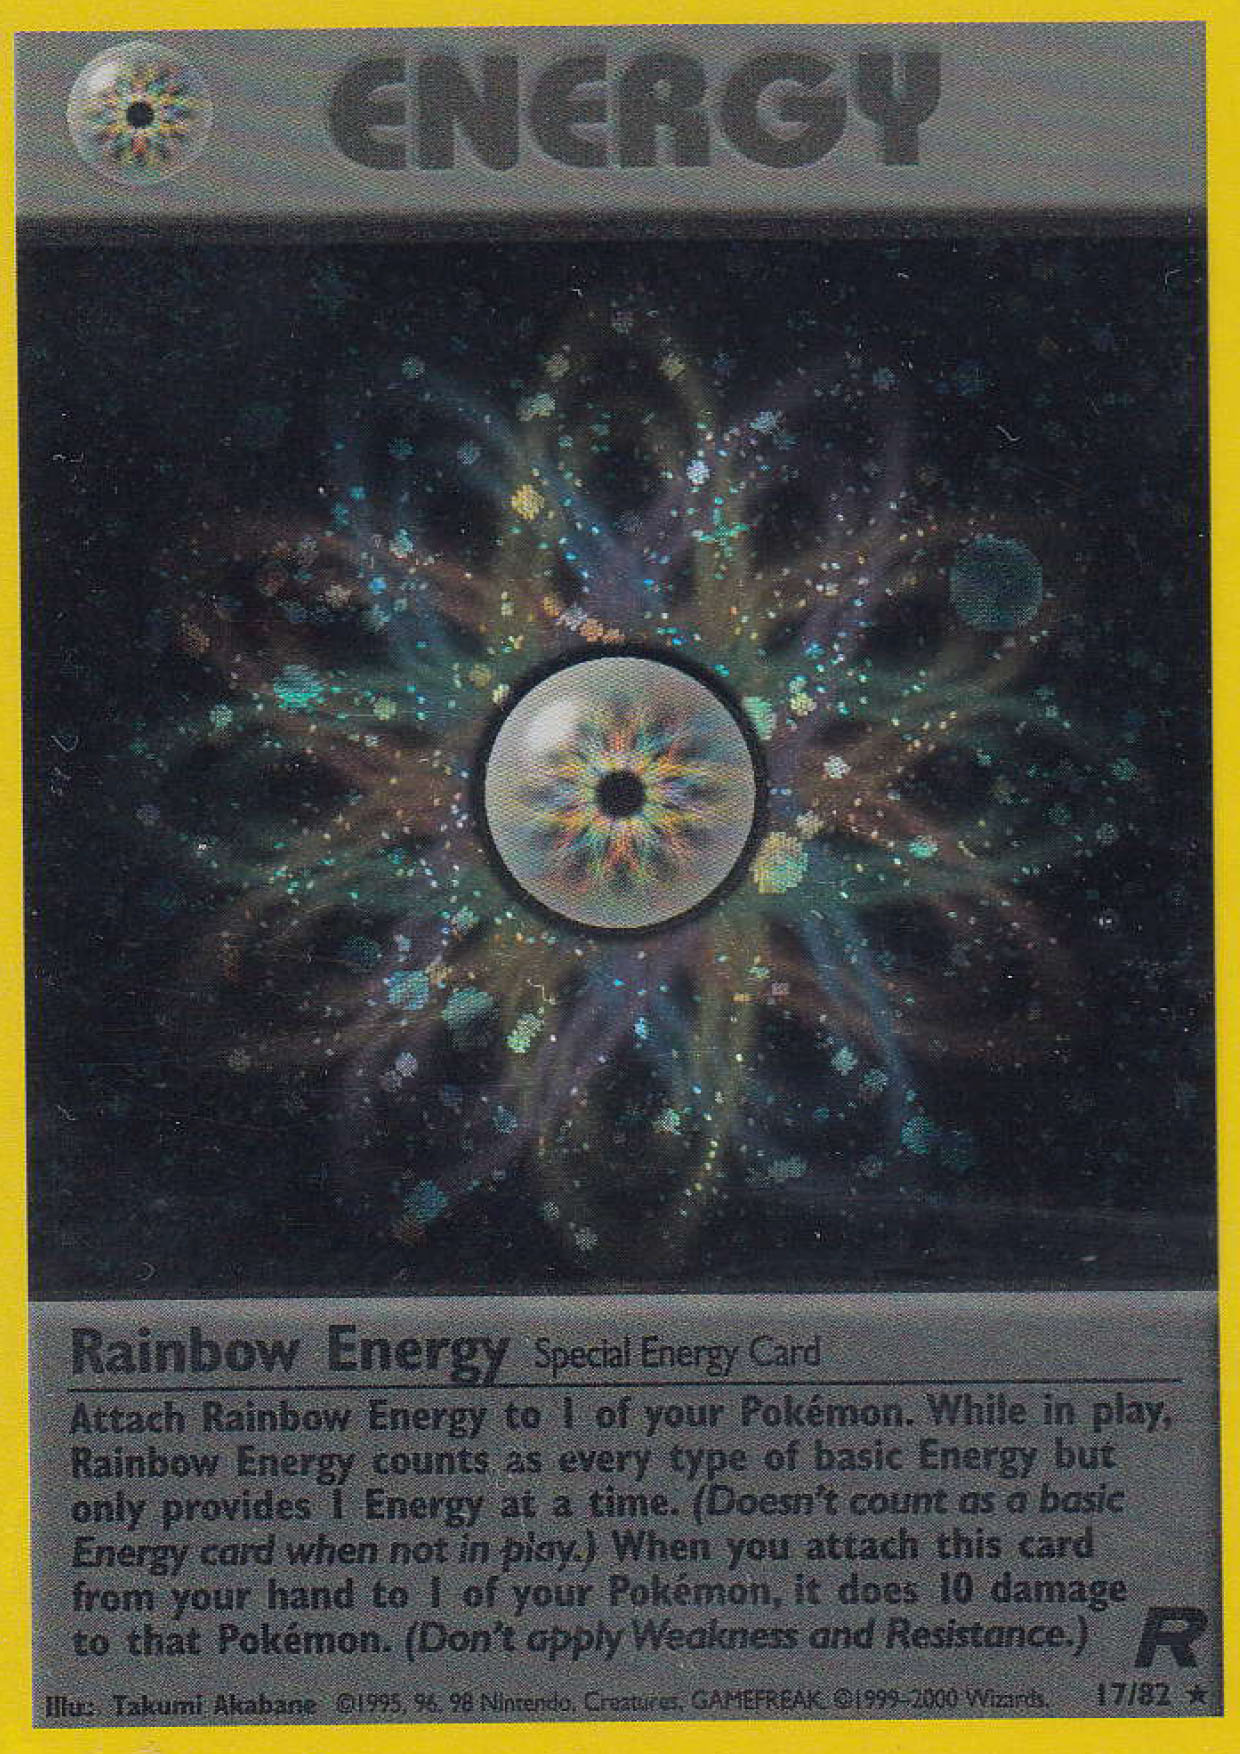 ENERGY
Rainbow Energy Special Energy Card
Attach Rainbow Energy to 1 of your Pokémon. While in play,
Rainbow Energy counts as every type of basic Energy but
only provides 1 Energy at a time. (Doesn't count as a basic
Energy card when not in play.) When you attach this card
from your hand to 1 of your Pokémon, it does 10 damage
to that Pokémon. (Don't apply Weakness and Resistance.)
R
Illus. Takumi Akabane ©1995, 96, 98 Nintendo, Creatures, GAMEFREAK. ©1999–2000 Wizards. 17/82 ★